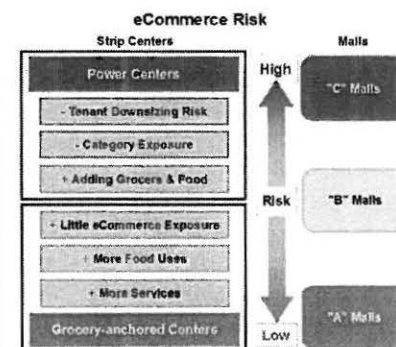 eCommerce Risk
Strip Centers
Malls
Power Centers
High
"C" Malls
- Tenant Downsizing Risk
- Category Exposure
+ Adding Grocers & Food
Risk
"B" Malls
+ Little eCommerce Exposure
+ More Food Uses
+ More Services
Grocery-anchored Centers
Low
"A" Malls